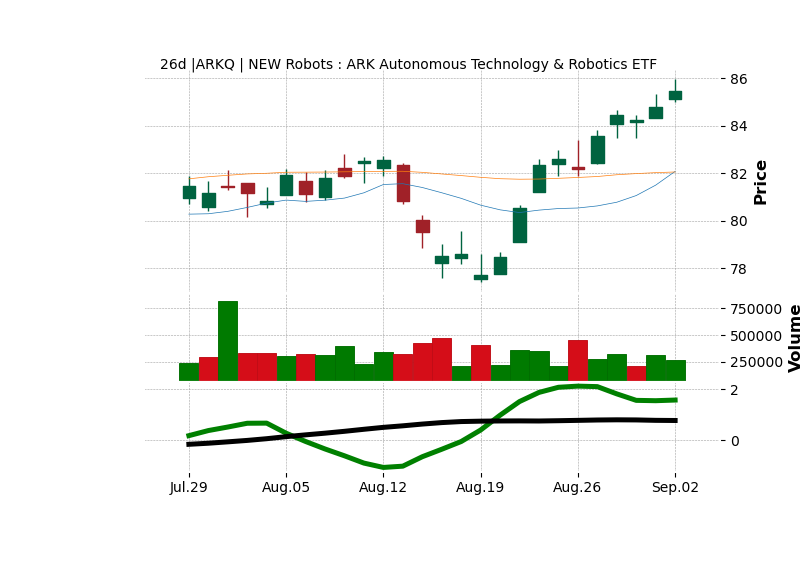 26d |ARKQ | NEW Robots : ARK Autonomous Technology & Robotics ETF
86
84
82
80
78
Price
750000
500000
250000
Volume
2
0
Jul.29 Aug.05 Aug.12 Aug.19 Aug.26 Sep.02